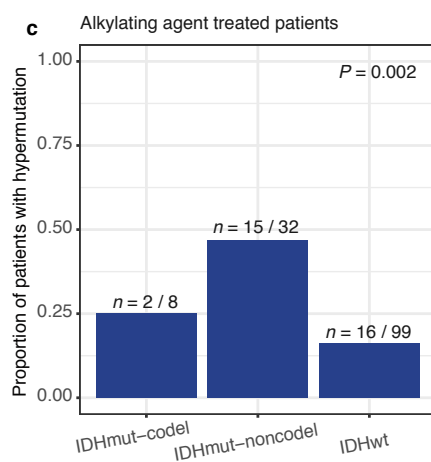 c
Alkylating agent treated patients
Proportion of patients with hypermutation
1.00
0.75
0.50
0.25
0.00
P = 0.002
n = 2 / 8
n = 15 / 32
n = 16 / 99
IDHmut−codel
IDHmut−noncodel
IDHwt